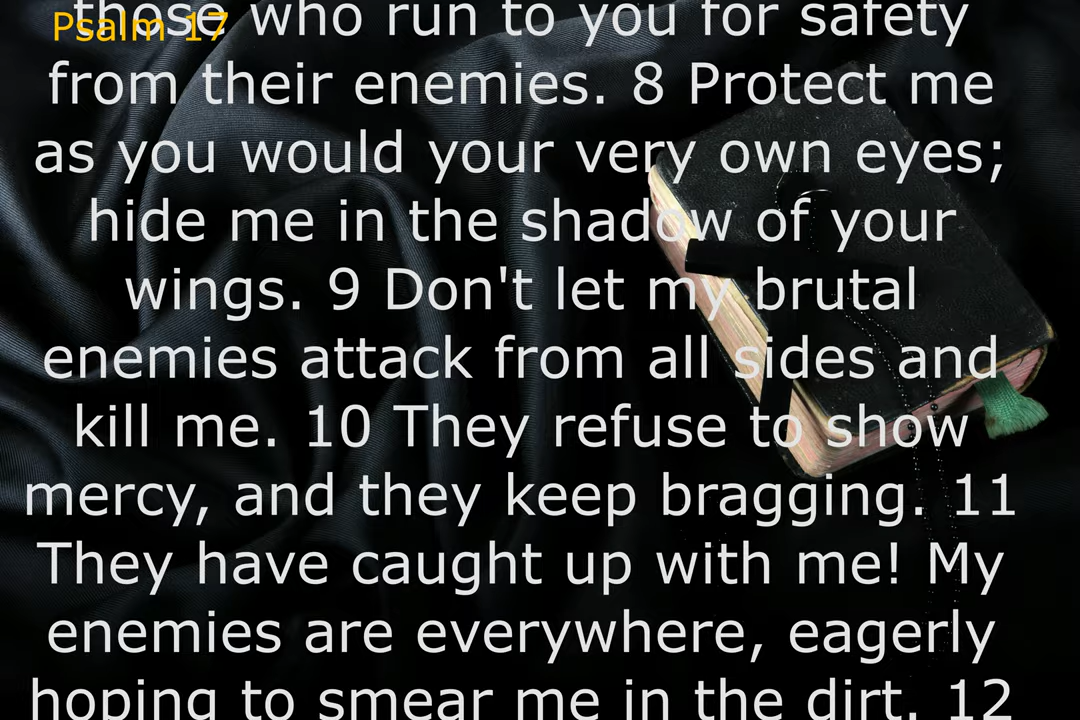 Psalm 17
those who run to you for safety
from their enemies. 8 Protect me
as you would your very own eyes;
hide me in the shadow of your
wings. 9 Don't let my brutal
enemies attack from all sides and
kill me. 10 They refuse to show
mercy, and they keep bragging. 11
They have caught up with me! My
enemies are everywhere, eagerly
hoping to smear me in the dirt. 12